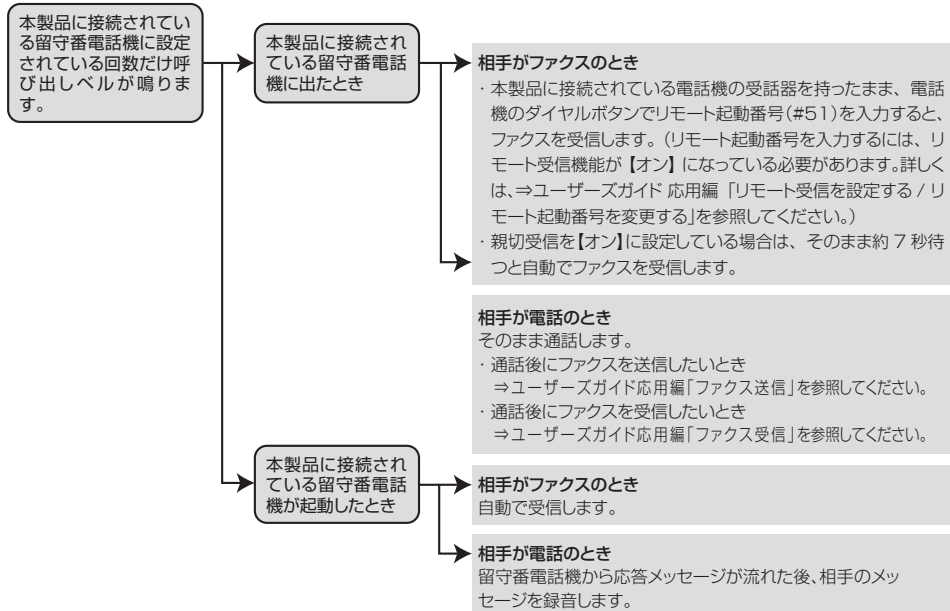 本製品に接続されてい
る留守番電話機に設定
されている回数だけ呼
び出しベルが鳴りま
す。
本製品に接続され
ている留守番電話
機に出たとき
相手がファクスのとき
・本製品に接続されている電話機の受話器を持ったまま、電話
機のダイヤルボタンでリモート起動番号(#51)を入力すると、
ファクスを受信します。(リモート起動番号を入力するには、リ
モート受信機能が【オン】になっている必要があります。詳しく
は、⇒ユーザーズガイド 応用編「リモート受信を設定する / リ
モート起動番号を変更する」を参照してください。)
・親切受信を【オン】に設定している場合は、そのまま約 7 秒待
つと自動でファクスを受信します。
相手が電話のとき
そのまま通話します。
・通話後にファクスを送信したいとき
⇒ユーザーズガイド応用編「ファクス送信」を参照してください。
・通話後にファクスを受信したいとき
⇒ユーザーズガイド応用編「ファクス受信」を参照してください。
本製品に接続され
ている留守番電話
機が起動したとき
相手がファクスのとき
自動で受信します。
相手が電話のとき
留守番電話機から応答メッセージが流れた後、相手のメッ
セージを録音します。